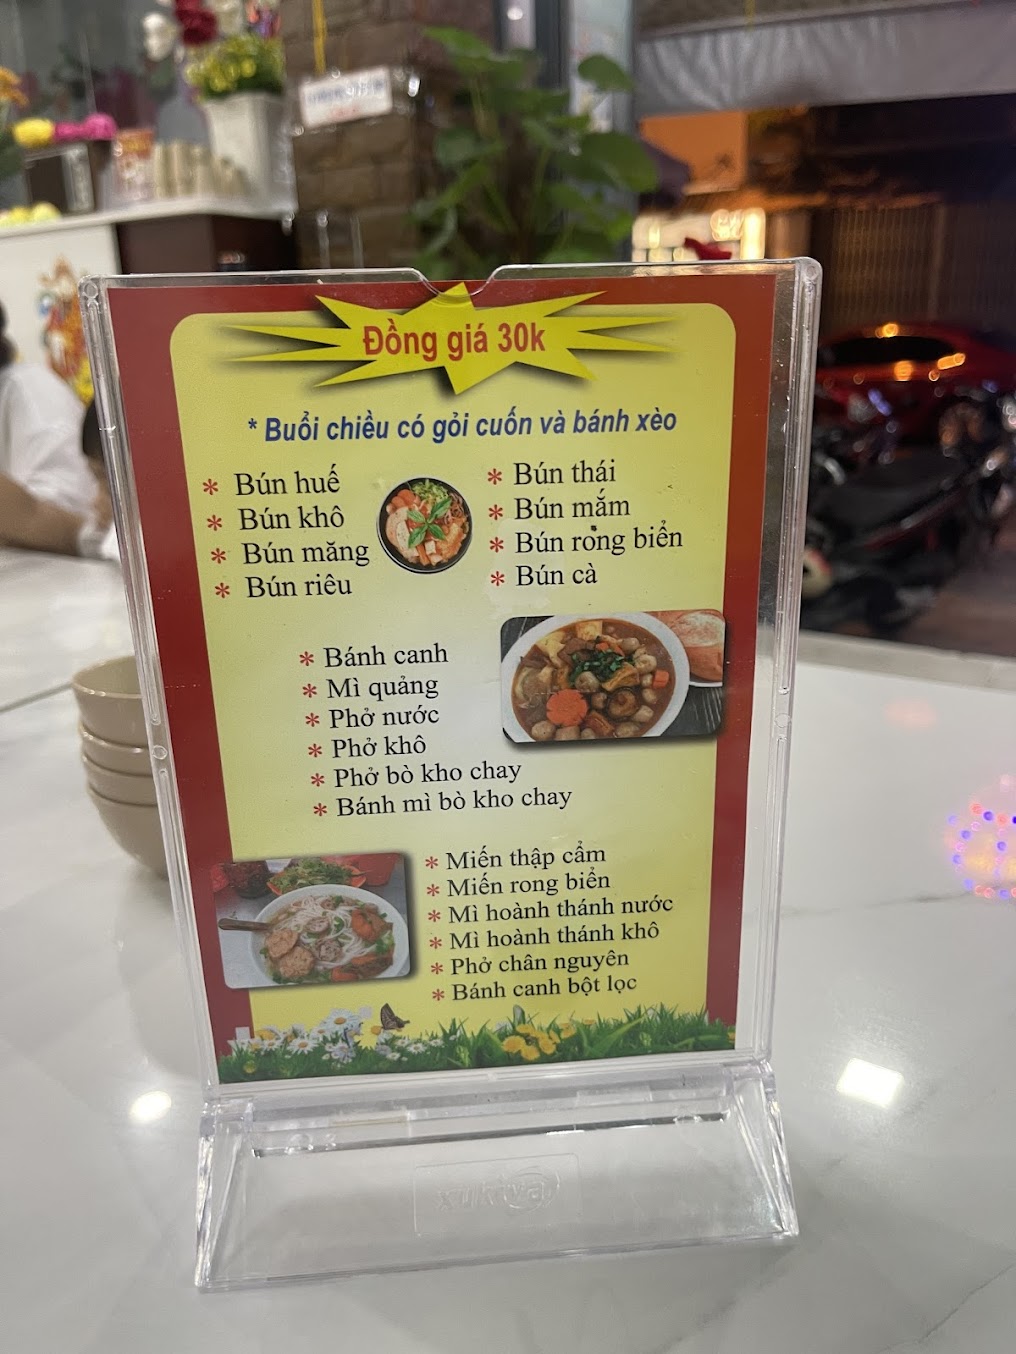 Đồng giá 30k
* Buổi chiều có gỏi cuốn và bánh xèo
* Bún huế
* Bún khô
* Bún măng
* Bún riêu
* Bún thái
* Bún mắm
* Bún rong biển
* Bún cà
* Bánh canh
* Mì quảng
* Phở nước
* Phở khô
* Phở bò kho chay
* Bánh mì bò kho chay
* Miến thập cẩm
* Miến rong biển
* Mì hoành thánh nước
* Mì hoành thánh khô
* Phở chân nguyên
* Bánh canh bột lọc